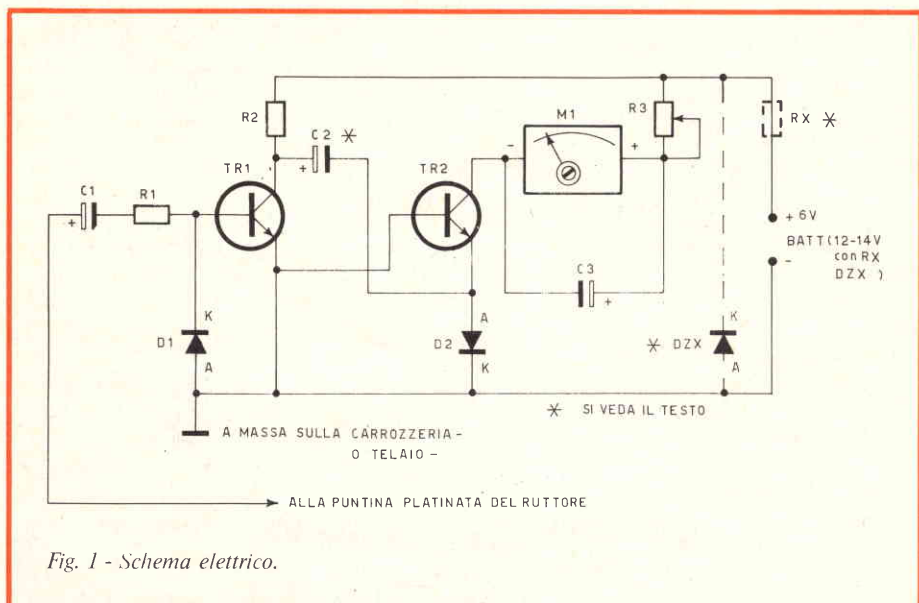 R2
C2 *
TR1
C1
+
R1
+
TR2
M1
-
+
R3
RX *
+ 6V
BATT (12-14V
con RX
DZX )
-
C3
+
K
D1
A
A
D2
K
K
* DZX
A
* SI VEDA IL TESTO
A MASSA SULLA CARROZZERIA -
O TELAIO -
ALLA PUNTINA PLATINATA DEL RUTTORE
Fig. 1 - Schema elettrico.